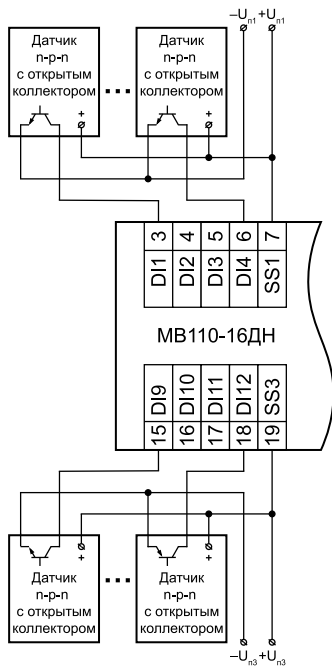 –Uп1 +Uп1
Датчик
n-p-n
с открытым
коллектором
+
Датчик
n-p-n
с открытым
коллектором
+
3 4 5 6 7
DI1 DI2 DI3 DI4 SS1
МВ110-16ДН
DI9 DI10 DI11 DI12 SS3
15 16 17 18 19
+
Датчик
n-p-n
с открытым
коллектором
+
Датчик
n-p-n
с открытым
коллектором
–Uп3 +Uп3